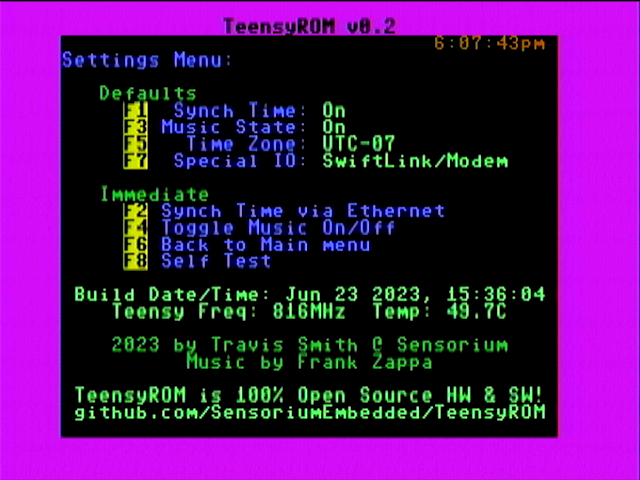 TeensyROM v0.2
6:07:43pm
Settings Menu:
Defaults
F1 Synch Time: On
F3 Music State: On
F5 Time Zone: UTC-07
F7 Special IO: SwiftLink/Modem
Immediate
F2 Synch Time via Ethernet
F4 Toggle Music On/Off
F6 Back to Main menu
F8 Self Test
Build Date/Time: Jun 23 2023, 15:36:04
Teensy Freq: 816MHz Temp: 49.7C
2023 by Travis Smith @ Sensorium
Music by Frank Zappa
TeensyROM is 100% Open Source HW & SW!
github.com/SensoriumEmbedded/TeensyROM